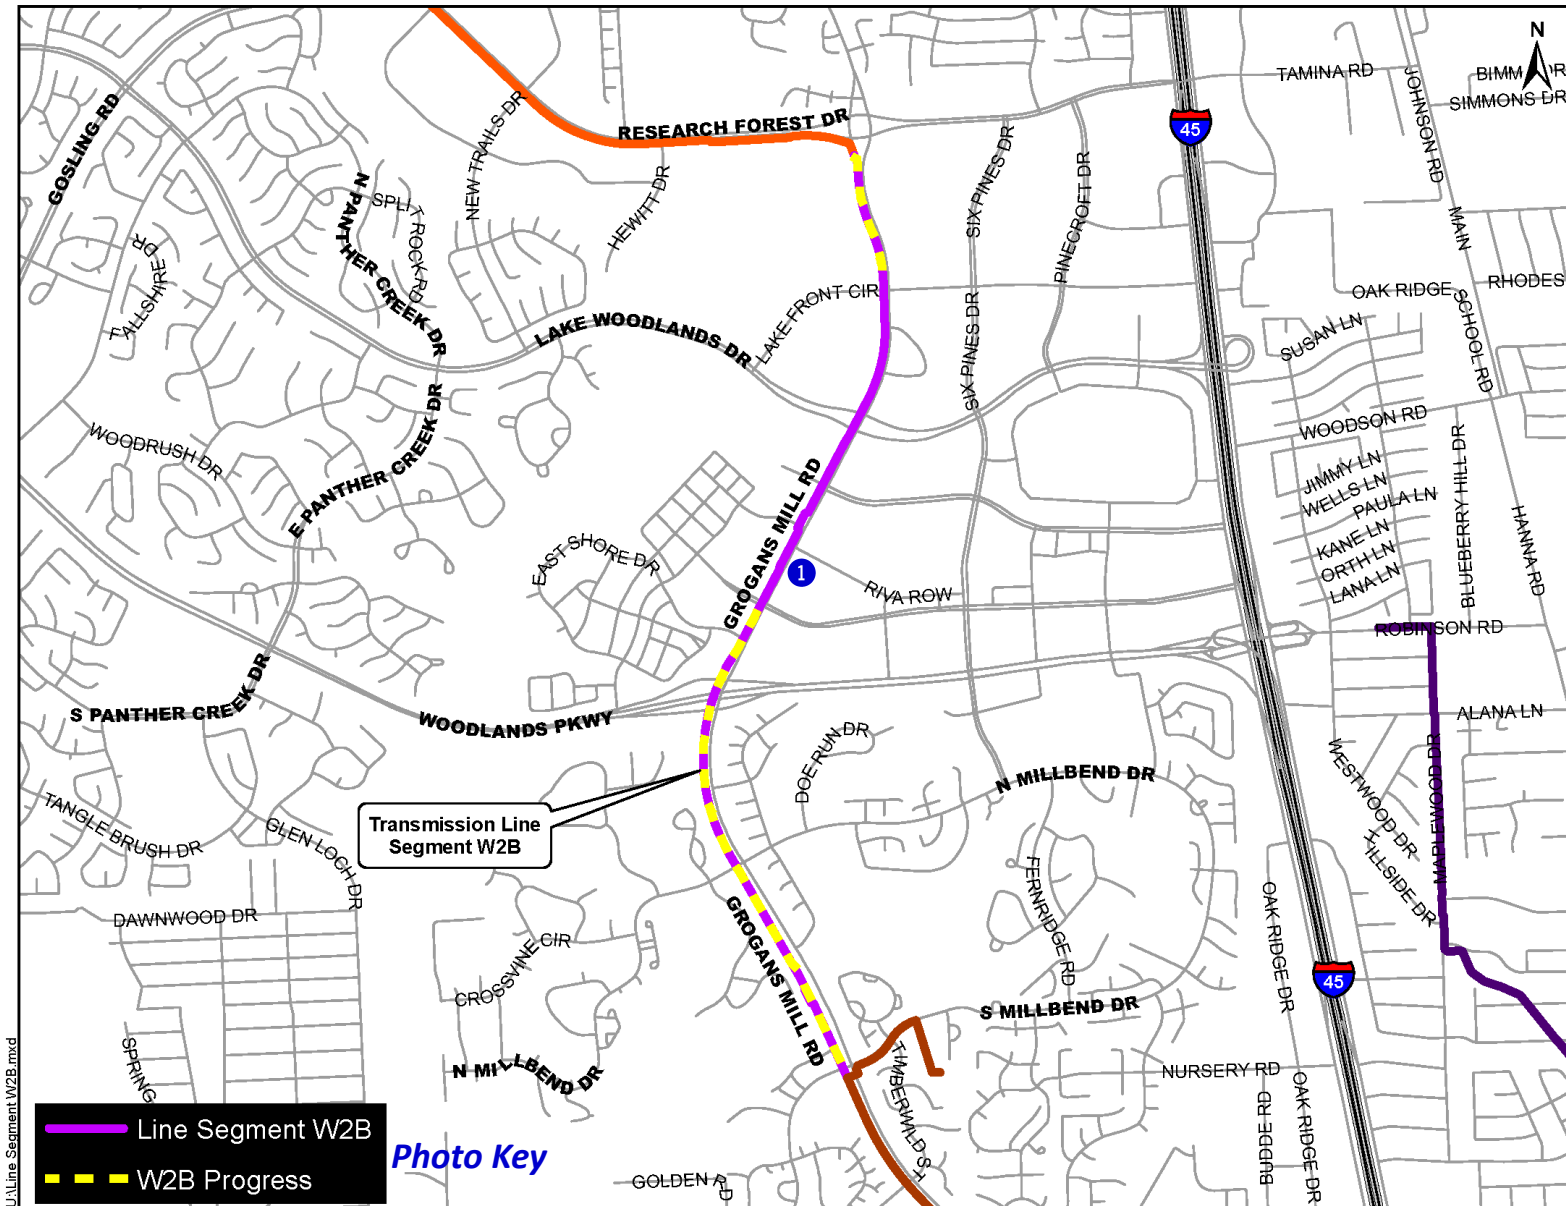 N
TAMINA RD
JOHNSON RD
SIMMONS DR
45
GOSLING RD
NEW TRAILS DR
RESEARCH FOREST DR
HEWITT DR
SIX PINES DR
PINECROFT DR
N PANTHER CREEK DR
SPLIT ROCK RD
MAIN
RHODES
OAK RIDGE
SCHOOL RD
LAKE FRONT CIR
LAKE WOODLANDS DR
SIX PINES DR
SUSAN LN
WOODSON RD
WOODRUSH DR
E PANTHER CREEK DR
GROGANS MILL RD
JIMMY LN
WELLS LN
PAULA LN
KANE LN
ORTH LN
LANA LN
BLUEBERRY HILL DR
HANNA RD
EAST SHORE DR
1
RIVA ROW
ROBINSON RD
S PANTHER CREEK DR
WOODLANDS PKWY
ALANA LN
DOE RUN DR
N MILLBEND DR
WESTWOOD DR
MAPLEWOOD DR
HILLSIDE DR
TANGLE BRUSH DR
GLEN LOCH DR
Transmission Line
Segment W2B
DAWNWOOD DR
FERNRIDGE RD
OAK RIDGE DR
GROGANS MILL RD
CROSSVINE CIR
45
S MILLBEND DR
SPRING
N MILLBEND DR
TIMBERWILD ST
NURSERY RD
BUDDE RD
OAK RIDGE DR
GOLDEN RD
Line Segment W2B
W2B Progress
Photo Key
U:\Line Segment W2B.mxd